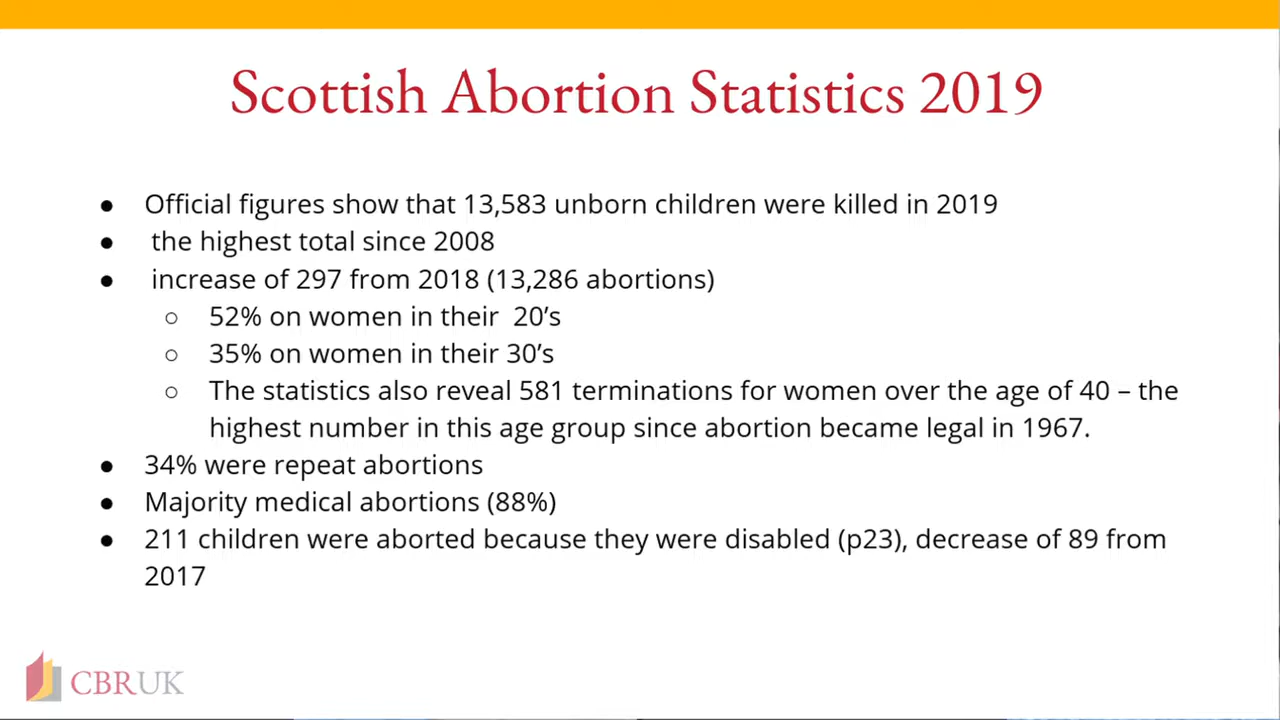 Scottish Abortion Statistics 2019
● Official figures show that 13,583 unborn children were killed in 2019
● the highest total since 2008
● increase of 297 from 2018 (13,286 abortions)
○ 52% on women in their 20’s
○ 35% on women in their 30’s
○ The statistics also reveal 581 terminations for women over the age of 40 – the
highest number in this age group since abortion became legal in 1967.
● 34% were repeat abortions
● Majority medical abortions (88%)
● 211 children were aborted because they were disabled (p23), decrease of 89 from
2017
CBRUK